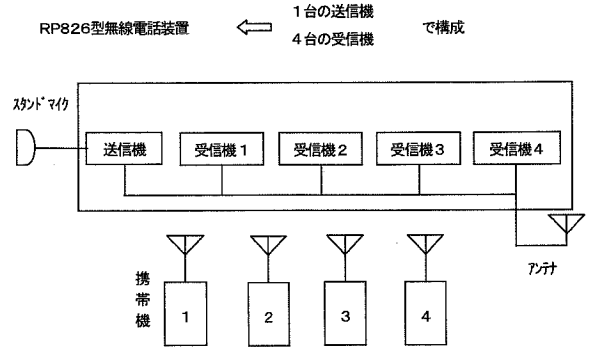 RP826型無線電話装置
1台の送信機
4台の受信機
で構成
ｽﾀﾝﾄﾞﾏｲｸ
送信機
受信機1
受信機2
受信機3
受信機4
ｱﾝﾃﾅ
携帯機
1
2
3
4